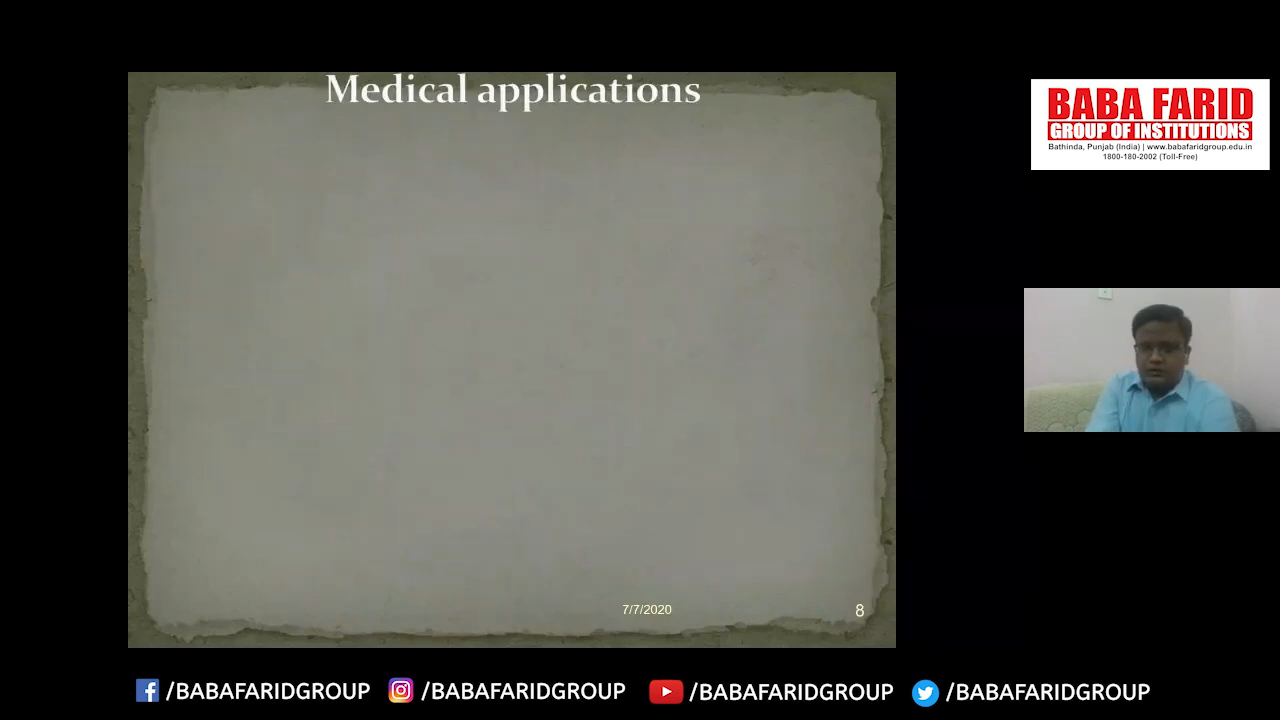 Medical applications
7/7/2020
8
BABA FARID
GROUP OF INSTITUTIONS
Bathinda, Punjab (India) | www.babafaridgroup.edu.in
1800-180-2002 (Toll-Free)
/BABAFARIDGROUP
/BABAFARIDGROUP
/BABAFARIDGROUP
/BABAFARIDGROUP